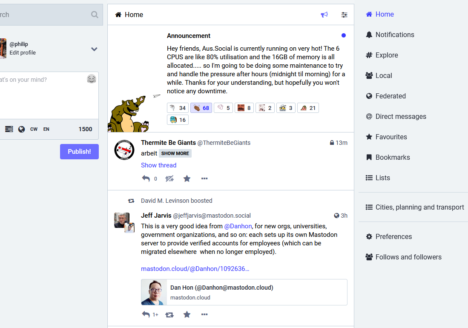 rch
@philip
Edit profile
at's on your mind?
CW EN 1500
Publish!
Home
Announcement
Hey friends, Aus.Social is currently running on very hot! The 6
CPUS are like 80% utilisation and the 16GB of memory is all
allocated..... so I'm going to be doing some maintenance to try
and handle the pressure after hours (midnight til morning) for a
while. Thanks for your understanding, but hopefully you won't
notice any downtime.
34 68 5 8 2 3 21
16
Thermite Be Giants @ThermiteBeGiants 13m
arbeit SHOW MORE
Show thread
0
David M. Levinson boosted
Jeff Jarvis @jeffjarvis@mastodon.social 3h
This is a very good idea from @Danhon, for new orgs, universities,
government organizations, and so on: each sets up its own Mastodon
server to provide verified accounts for employees (which can be
migrated elsewhere when no longer employed).
mastodon.cloud/@Danhon/1092636...
Dan Hon (@Danhon@mastodon.cloud)
mastodon.cloud
1+
Home
Notifications
Explore
Local
Federated
Direct messages
Favourites
Bookmarks
Lists
Cities, planning and transport
Preferences
Follows and followers